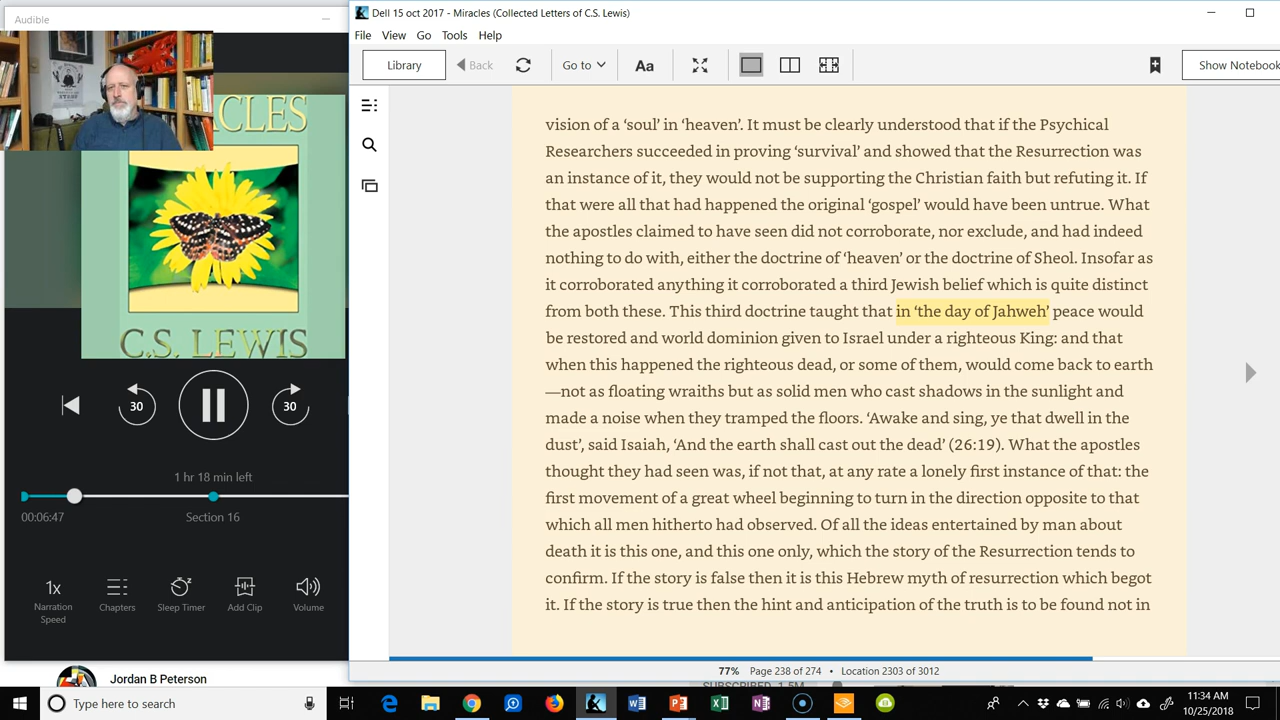 Audible
Dell 15 oct 2017 - Miracles (Collected Letters of C.S. Lewis)
File View Go Tools Help
Library
Back
Go to
Aa
Show Notebook
CLES
C.S. LEWIS
30
30
1 hr 18 min left
00:06:47
Section 16
1x
Narration
Speed
Chapters
Sleep Timer
Add Clip
Volume
vision of a ‘soul’ in ‘heaven’. It must be clearly understood that if the Psychical
Researchers succeeded in proving ‘survival’ and showed that the Resurrection was
an instance of it, they would not be supporting the Christian faith but refuting it. If
that were all that had happened the original ‘gospel’ would have been untrue. What
the apostles claimed to have seen did not corroborate, nor exclude, and had indeed
nothing to do with, either the doctrine of ‘heaven’ or the doctrine of Sheol. Insofar as
it corroborated anything it corroborated a third Jewish belief which is quite distinct
from both these. This third doctrine taught that in ‘the day of Jahweh’ peace would
be restored and world dominion given to Israel under a righteous King: and that
when this happened the righteous dead, or some of them, would come back to earth
—not as floating wraiths but as solid men who cast shadows in the sunlight and
made a noise when they tramped the floors. ‘Awake and sing, ye that dwell in the
dust’, said Isaiah, ‘And the earth shall cast out the dead’ (26:19). What the apostles
thought they had seen was, if not that, at any rate a lonely first instance of that: the
first movement of a great wheel beginning to turn in the direction opposite to that
which all men hitherto had observed. Of all the ideas entertained by man about
death it is this one, and this one only, which the story of the Resurrection tends to
confirm. If the story is false then it is this Hebrew myth of resurrection which begot
it. If the story is true then the hint and anticipation of the truth is to be found not in
77% Page 238 of 274 • Location 2303 of 3012
Jordan B Peterson
SUBSCRIBED 1.5M
Type here to search
11:34 AM
10/25/2018